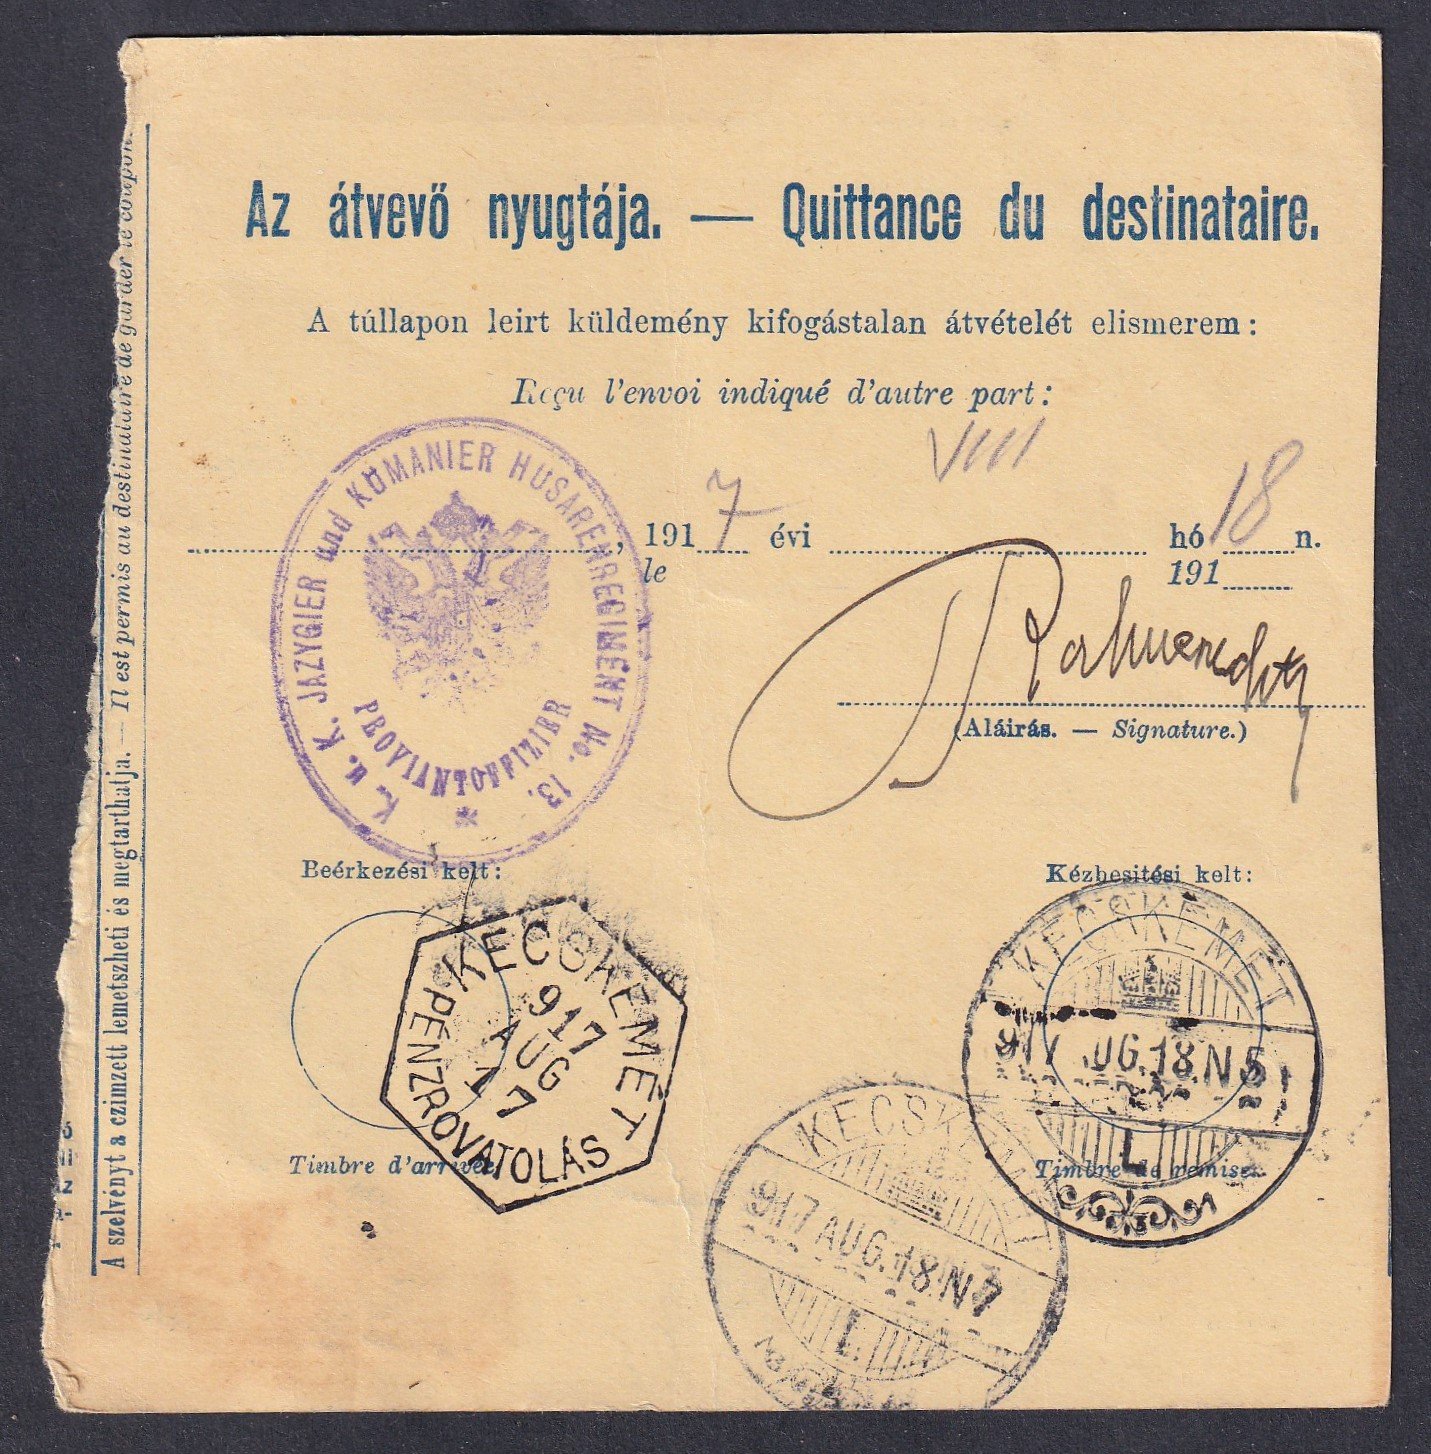 Az átvevő nyugtája. — Quittance du destinataire.
A túllapon leirt küldemény kifogástalan átvételét elismerem:
Reçu l'envoi indiqué d'autre part:
VIII
, 1917 évi hó 18 n.
le 191
K. u. K. JAZYGIER und KUMANIER HUSARENREGIMENT No. 13.
PROVIANTOFFIZIER
(Aláirás. — Signature.)
Beérkezési kelt:
Kézbesitési kelt:
KECSKEMÉT
917
AUG
17
PÉNZROVATOLÁS
Timbre d'arrivée
KECSKEMÉT
917 AUG. 18. N 5
L
Timbre de remise.
KECSKEMÉT
917 AUG. 18. N 7
L
A szelvényt a czimzett lemetszheti és megtarthatja. — Il est permis au destinataire de garder le coupon.